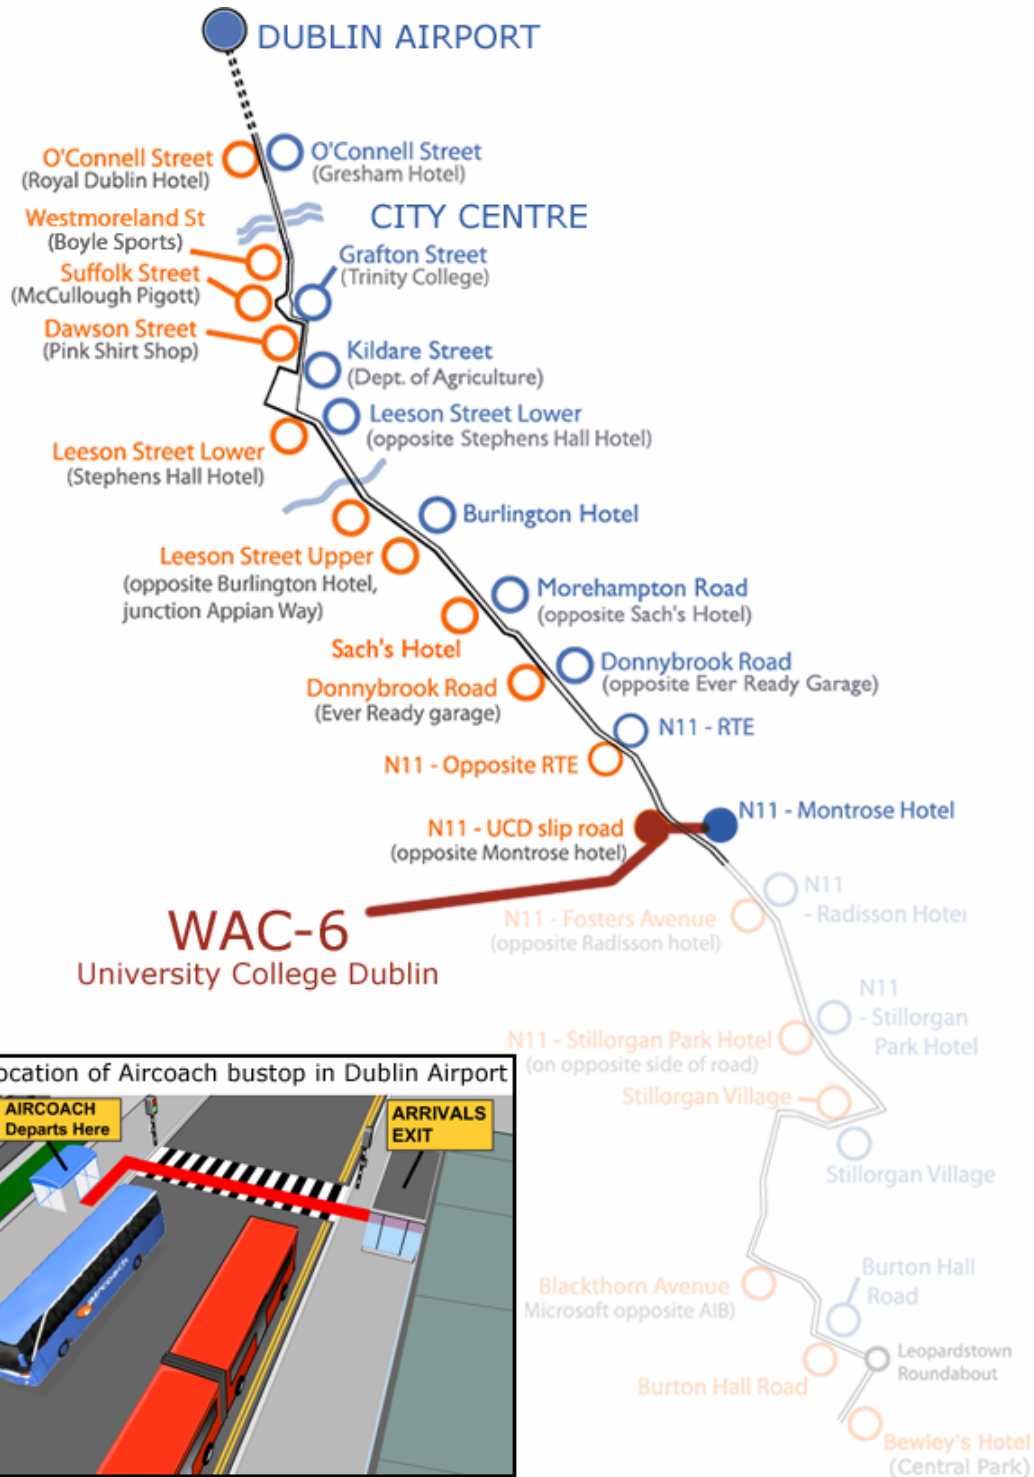 DUBLIN AIRPORT
O'Connell Street
(Royal Dublin Hotel)
O'Connell Street
(Gresham Hotel)
CITY CENTRE
Westmoreland St
(Boyle Sports)
Grafton Street
(Trinity College)
Suffolk Street
(McCullough Pigott)
Dawson Street
(Pink Shirt Shop)
Kildare Street
(Dept. of Agriculture)
Leeson Street Lower
(opposite Stephens Hall Hotel)
Leeson Street Lower
(Stephens Hall Hotel)
Burlington Hotel
Leeson Street Upper
(opposite Burlington Hotel,
junction Appian Way)
Morehampton Road
(opposite Sach's Hotel)
Sach's Hotel
Donnybrook Road
(opposite Ever Ready Garage)
Donnybrook Road
(Ever Ready garage)
N11 - RTE
N11 - Opposite RTE
N11 - Montrose Hotel
N11 - UCD slip road
(opposite Montrose hotel)
WAC-6
University College Dublin
N11
- Radisson Hotel
N11 - Fosters Avenue
(opposite Radisson hotel)
N11
- Stillorgan
Park Hotel
N11 - Stillorgan Park Hotel
(on opposite side of road)
Stillorgan Village
Stillorgan Village
Burton Hall
Road
Blackthorn Avenue
Microsoft opposite AIB)
Leopardstown
Roundabout
Burton Hall Road
Bewley's Hotel
(Central Park)
ocation of Aircoach bustop in Dublin Airport
AIRCOACH
Departs Here
ARRIVALS
EXIT
aircoach